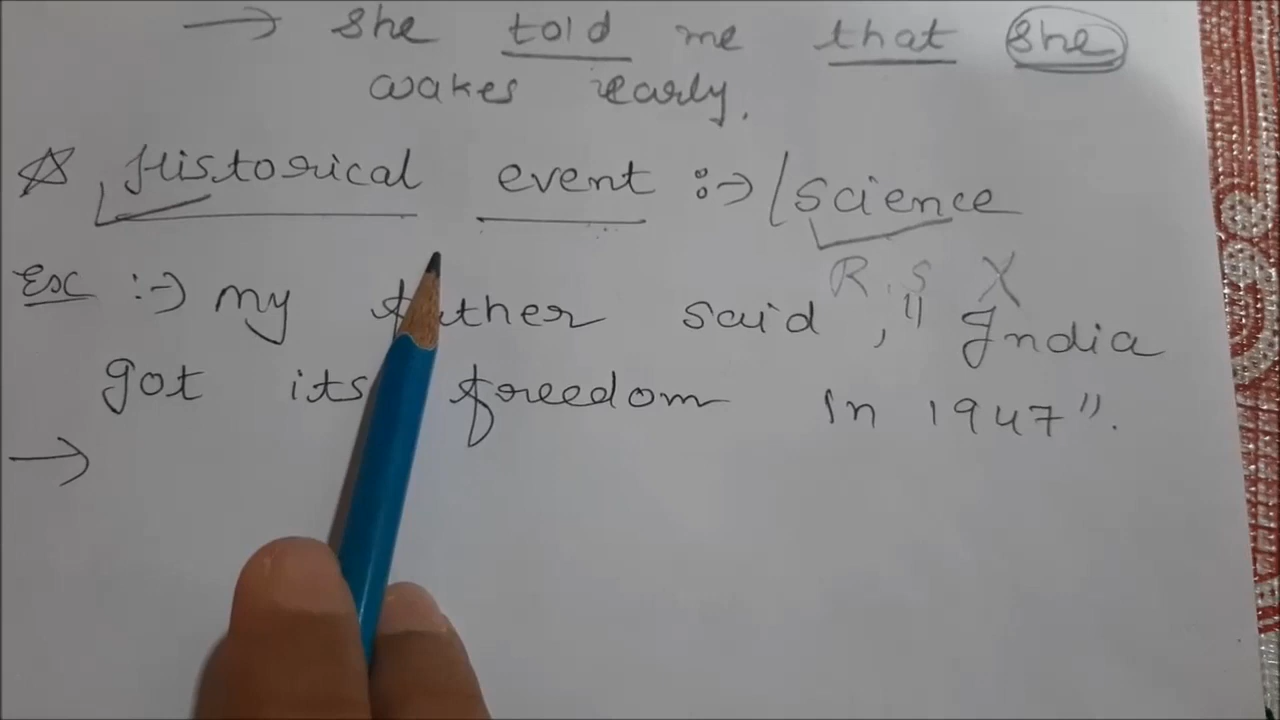 → She told me that she
wakes early.
☆ Historical event :→ / Science
R.S X
Ex :→ My father said ," India
got its freedom in 1947".
→